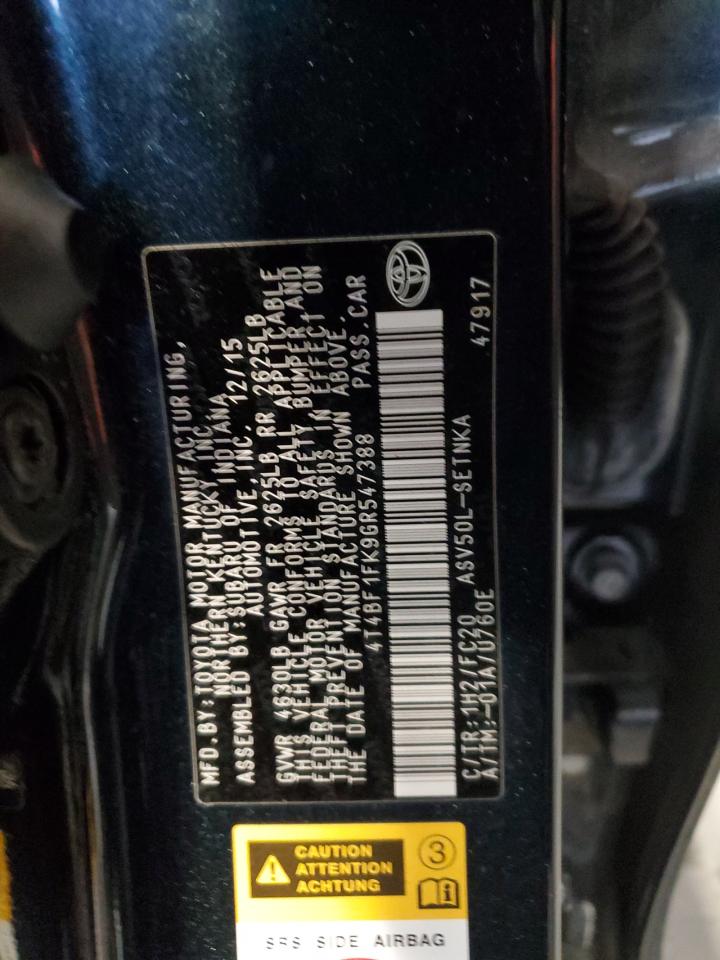 MFD.BY:TOYOTA MOTOR MANUFACTURING,
NORTHERN KENTUCKY, INC.
ASSEMBLED BY:SUBARU OF INDIANA
AUTOMOTIVE,INC. 12/15
GVWR 4630LB GAWR FR 2625LB RR 2625LB
THIS VEHICLE CONFORMS TO ALL APPLICABLE
FEDERAL MOTOR VEHICLE SAFETY, BUMPER, AND
THEFT PREVENTION STANDARDS IN EFFECT ON
THE DATE OF MANUFACTURE SHOWN ABOVE.
4T4BF1FK9GR547388 PASS.CAR
C/TR:1H2/FC20 ASV50L-SETNKA
A/TM:-01A/U760E 47917
CAUTION
ATTENTION
ACHTUNG
3
SRS SIDE AIRBAG